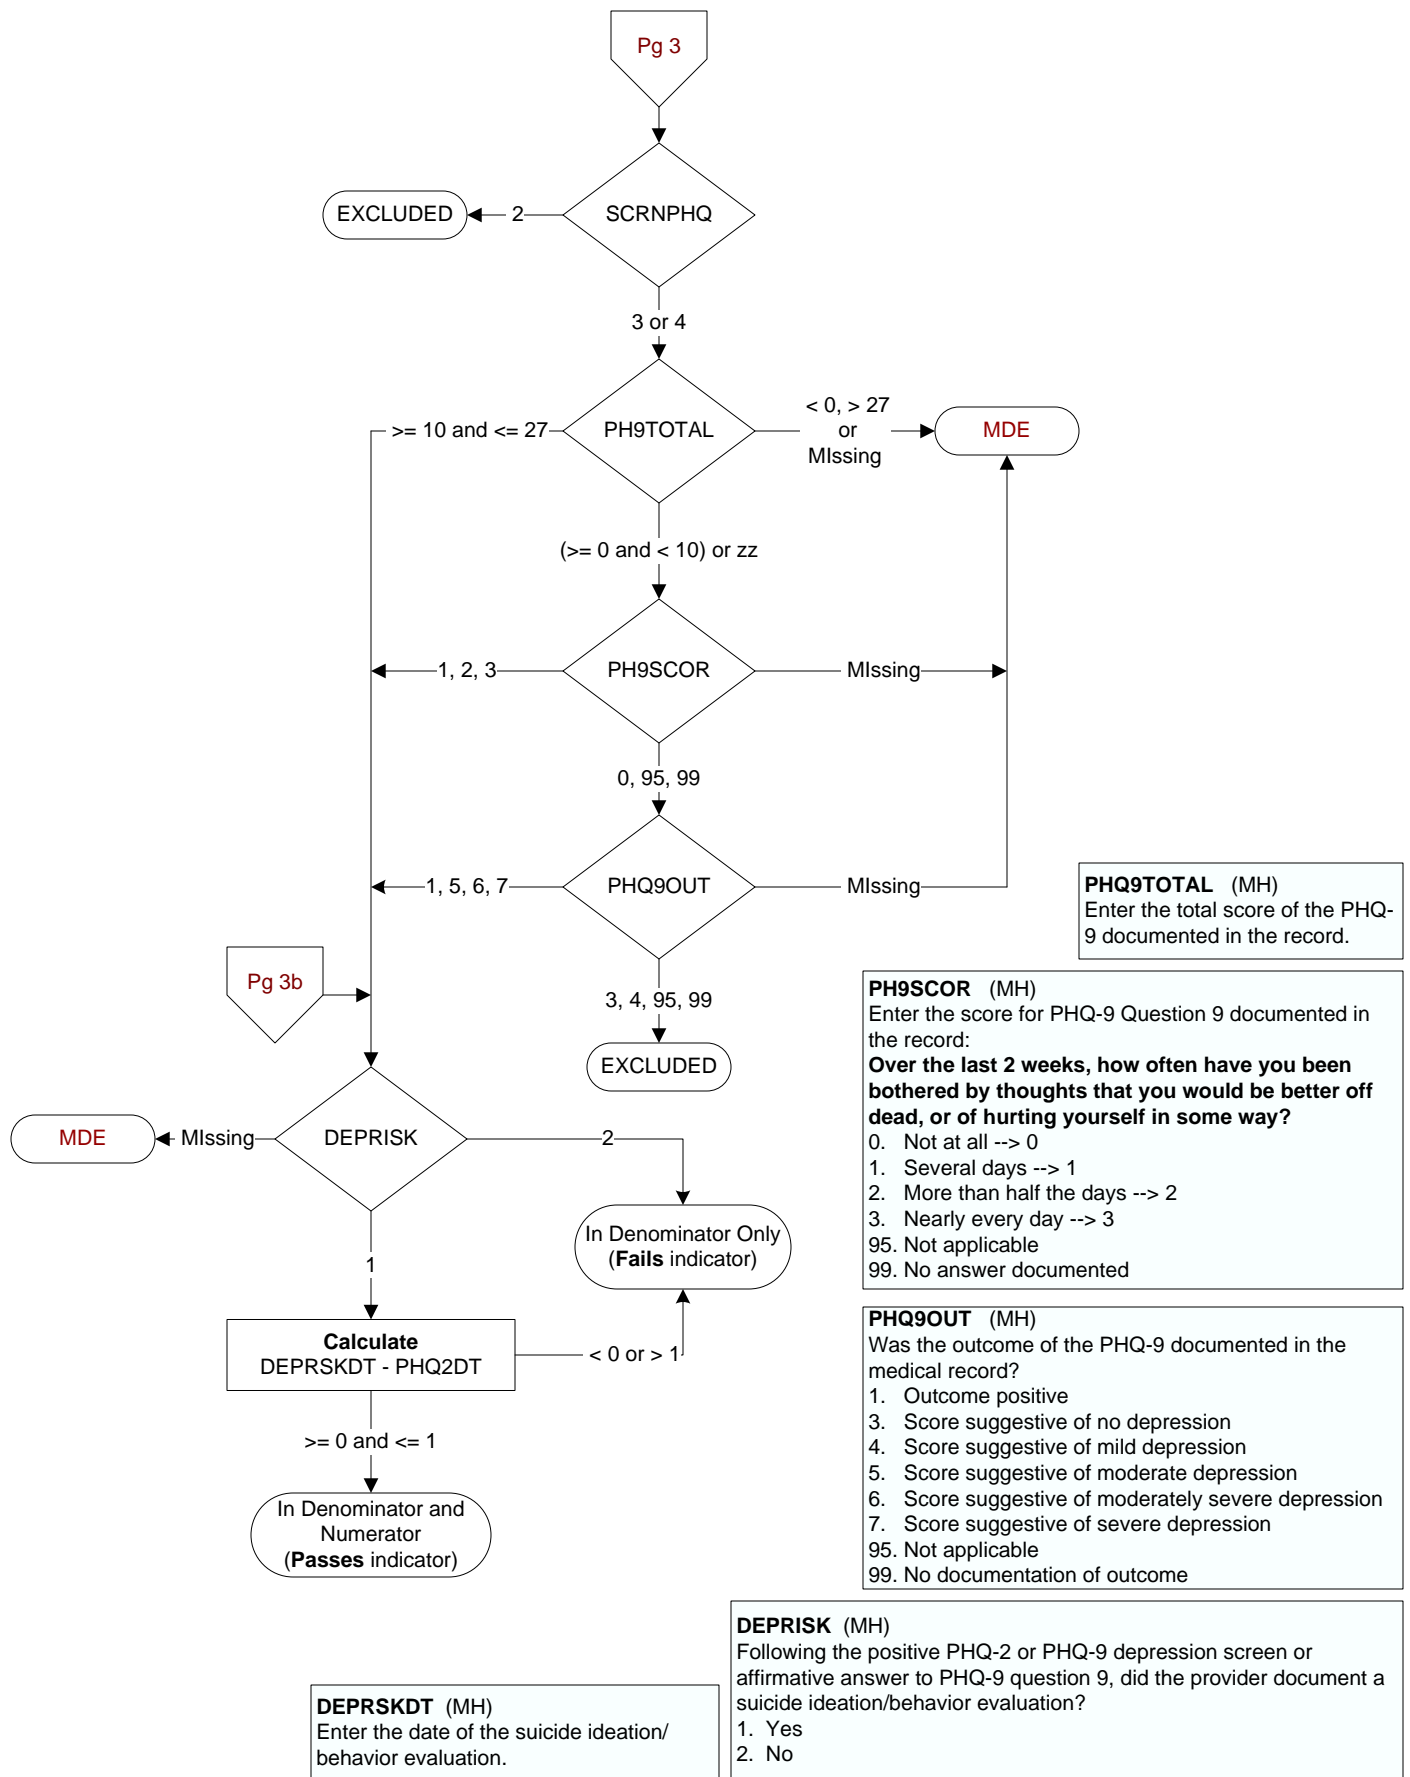 Pg 3
SCRNPHQ
2
EXCLUDED
3 or 4
PH9TOTAL
>= 10 and <= 27
< 0, > 27
or
MIssing
MDE
(>= 0 and < 10) or zz
PH9SCOR
1, 2, 3
MIssing
0, 95, 99
PHQ9OUT
1, 5, 6, 7
MIssing
3, 4, 95, 99
EXCLUDED
Pg 3b
DEPRISK
MIssing
MDE
2
In Denominator Only
(Fails indicator)
1
Calculate
DEPRSKDT - PHQ2DT
< 0 or > 1
>= 0 and <= 1
In Denominator and
Numerator
(Passes indicator)
PHQ9TOTAL (MH)
Enter the total score of the PHQ-
9 documented in the record.
PH9SCOR (MH)
Enter the score for PHQ-9 Question 9 documented in
the record:
Over the last 2 weeks, how often have you been
bothered by thoughts that you would be better off
dead, or of hurting yourself in some way?
0. Not at all --> 0
1. Several days --> 1
2. More than half the days --> 2
3. Nearly every day --> 3
95. Not applicable
99. No answer documented
PHQ9OUT (MH)
Was the outcome of the PHQ-9 documented in the
medical record?
1. Outcome positive
3. Score suggestive of no depression
4. Score suggestive of mild depression
5. Score suggestive of moderate depression
6. Score suggestive of moderately severe depression
7. Score suggestive of severe depression
95. Not applicable
99. No documentation of outcome
DEPRISK (MH)
Following the positive PHQ-2 or PHQ-9 depression screen or
affirmative answer to PHQ-9 question 9, did the provider document a
suicide ideation/behavior evaluation?
1. Yes
2. No
DEPRSKDT (MH)
Enter the date of the suicide ideation/
behavior evaluation.